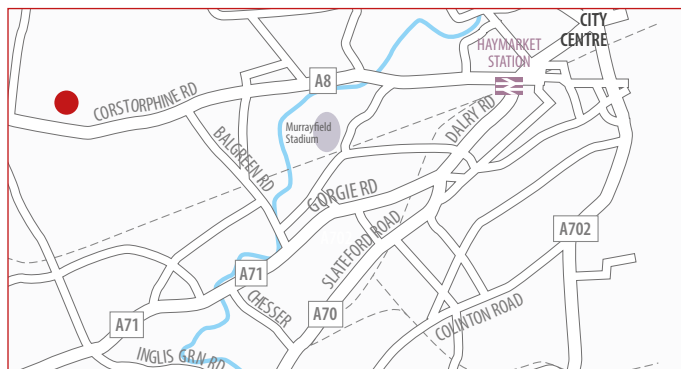 CITY
CENTRE
HAYMARKET
STATION
A8
CORSTORPHINE RD
DALRY RD
Murrayfield
Stadium
BALGREEN RD
GORGIE RD
SLATEFORD ROAD
A702
A71
CHESSER
A70
COLINTON ROAD
A71
INGLIS GRN RD